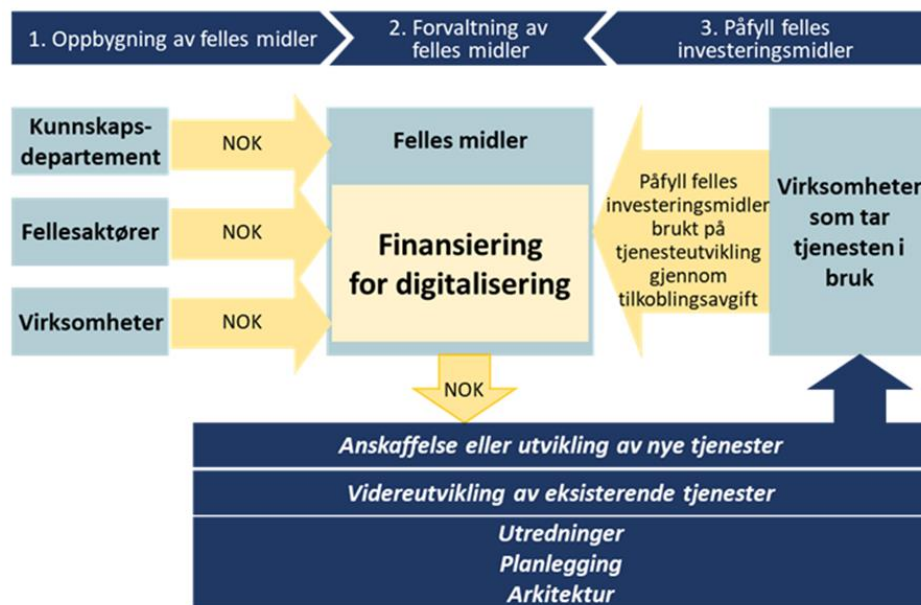 1. Oppbygning av felles midler
2. Forvaltning av
felles midler
3. Påfyll felles
investeringsmidler
Kunnskaps-
departement
NOK
Fellesaktører
NOK
Virksomheter
NOK
Felles midler
Finansiering
for digitalisering
Påfyll felles
investeringsmidler
brukt på
tjenesteutvikling
gjennom
tilkoblingsavgift
Virksomheter
som tar
tjenesten i
bruk
NOK
Anskaffelse eller utvikling av nye tjenester
Videreutvikling av eksisterende tjenester
Utredninger
Planlegging
Arkitektur